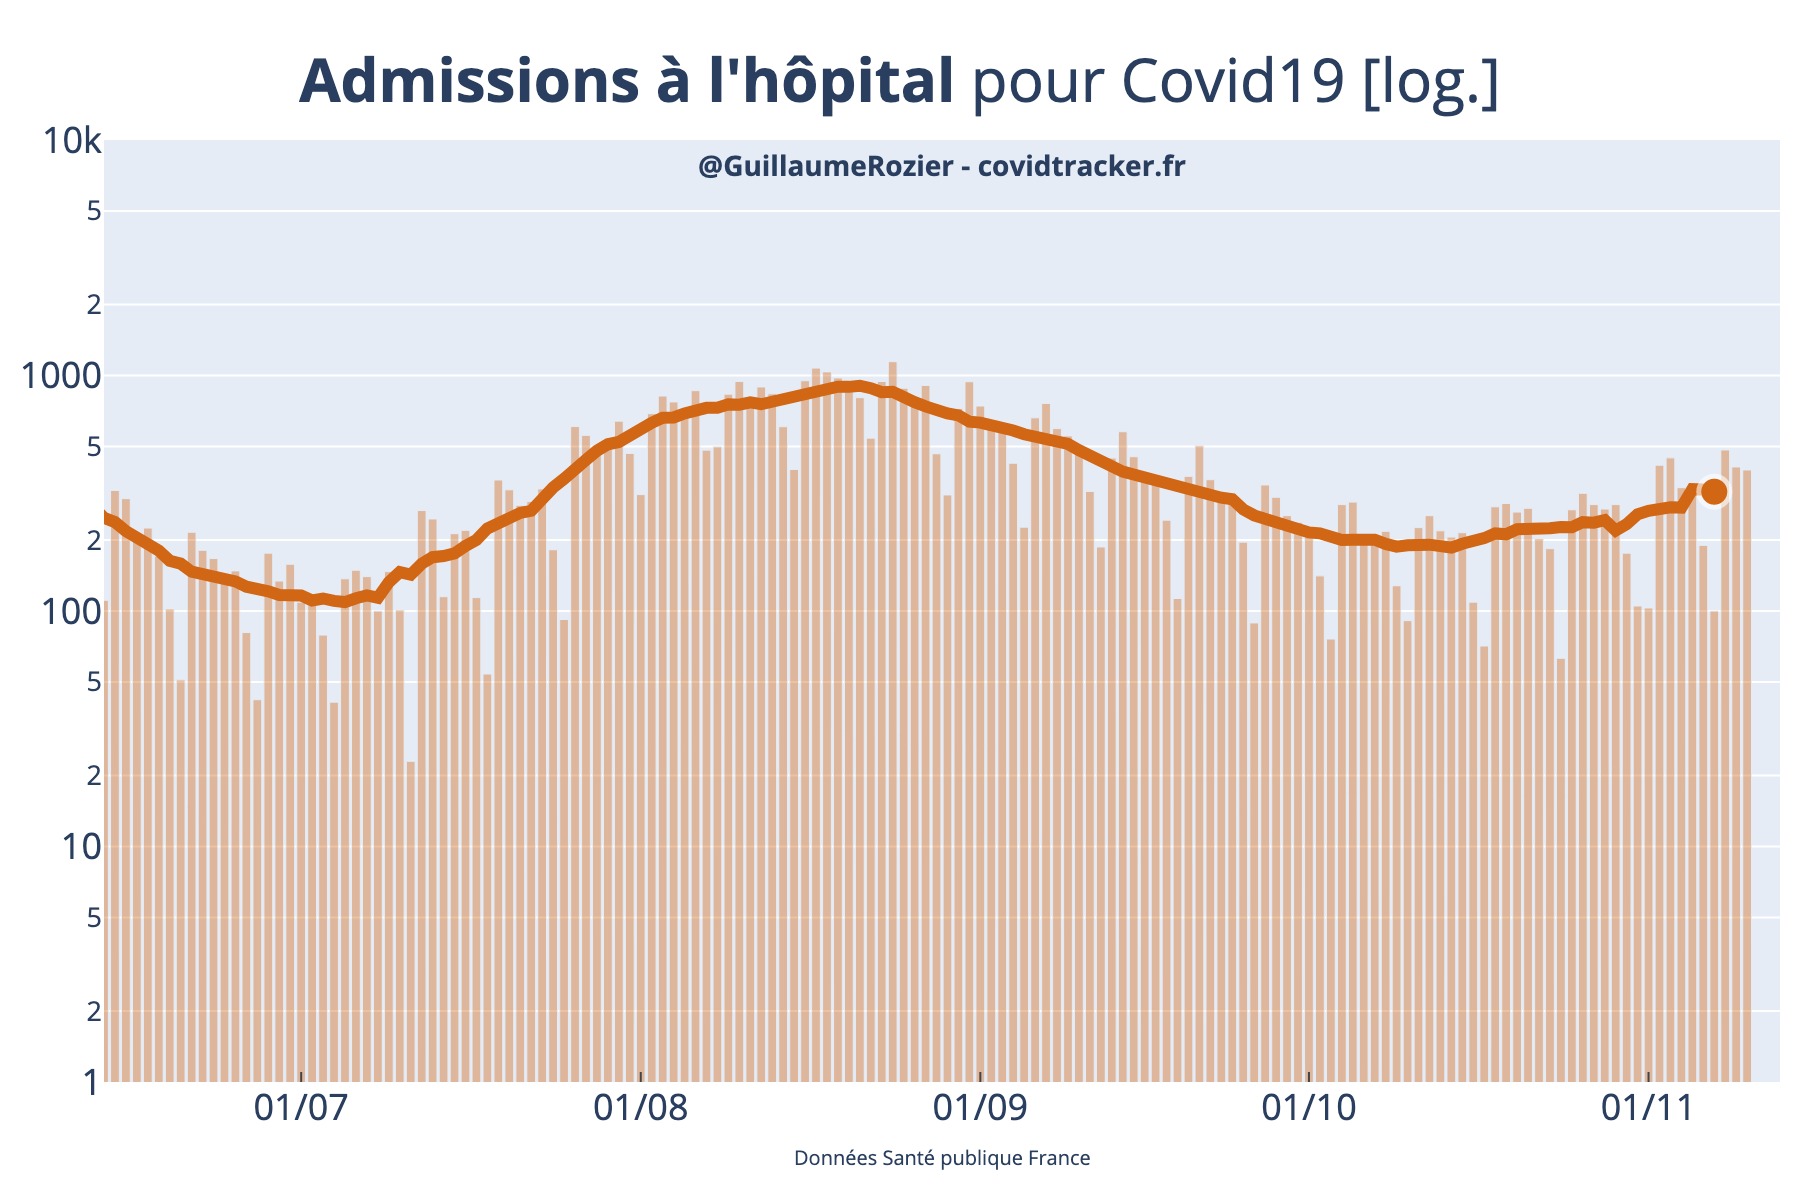 Admissions à l'hôpital pour Covid19 [log.]
@GuillaumeRozier - covidtracker.fr
10k
5
2
1000
5
2
100
5
2
10
5
2
1
01/07 01/08 01/09 01/10 01/11
Données Santé publique France